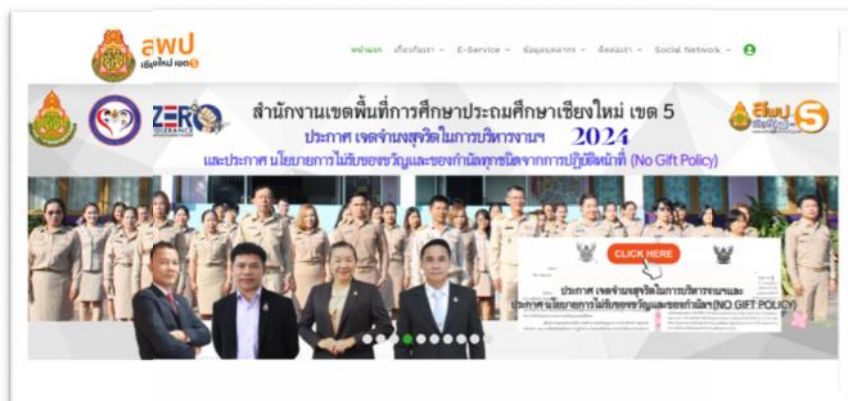 สพป
เชียงใหม่ เขต5
หน้าแรก เกี่ยวกับเรา E-Service ข้อมูลบุคลากร ติดต่อเรา Social Network
ZERO
TOLERANCE
สำนักงานเขตพื้นที่การศึกษาประถมศึกษาเชียงใหม่ เขต 5
ประกาศ เจตจำนงสุจริตในการบริหารงานฯ 2024
และประกาศ นโยบายการไม่รับของขวัญและของกำนัลทุกชนิดจากการปฏิบัติหน้าที่ (No Gift Policy)
สพป 5
CLICK HERE
ประกาศ เจตจำนงสุจริตในการบริหารงานฯและ
ประกาศ นโยบายการไม่รับของขวัญและของกำนัลฯ(NO GIFT POLICY)